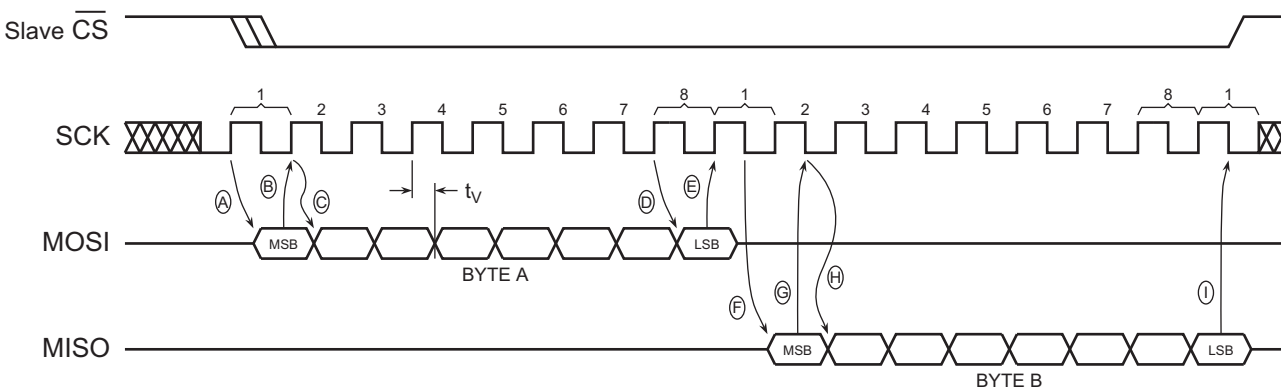 Slave CS
1 2 3 4 5 6 7 8 1 2 3 4 5 6 7 8 1
SCK
A B C tV D E
MOSI MSB LSB
BYTE A
F G H I
MISO MSB LSB
BYTE B